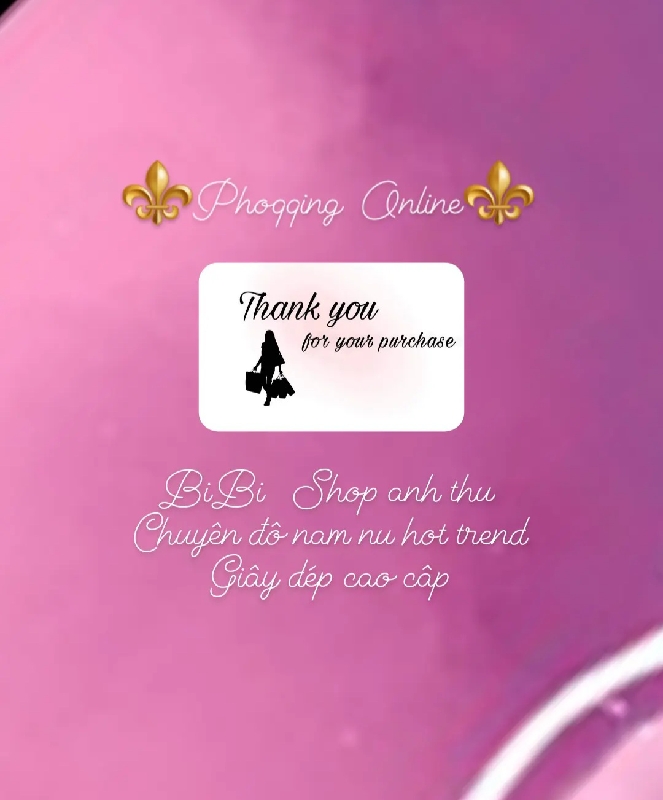 Phoqqing Online
Thank you
for your purchase
BiBi Shop anh thu
Chuyên đô nam nu hot trend
Giây dép cao câp